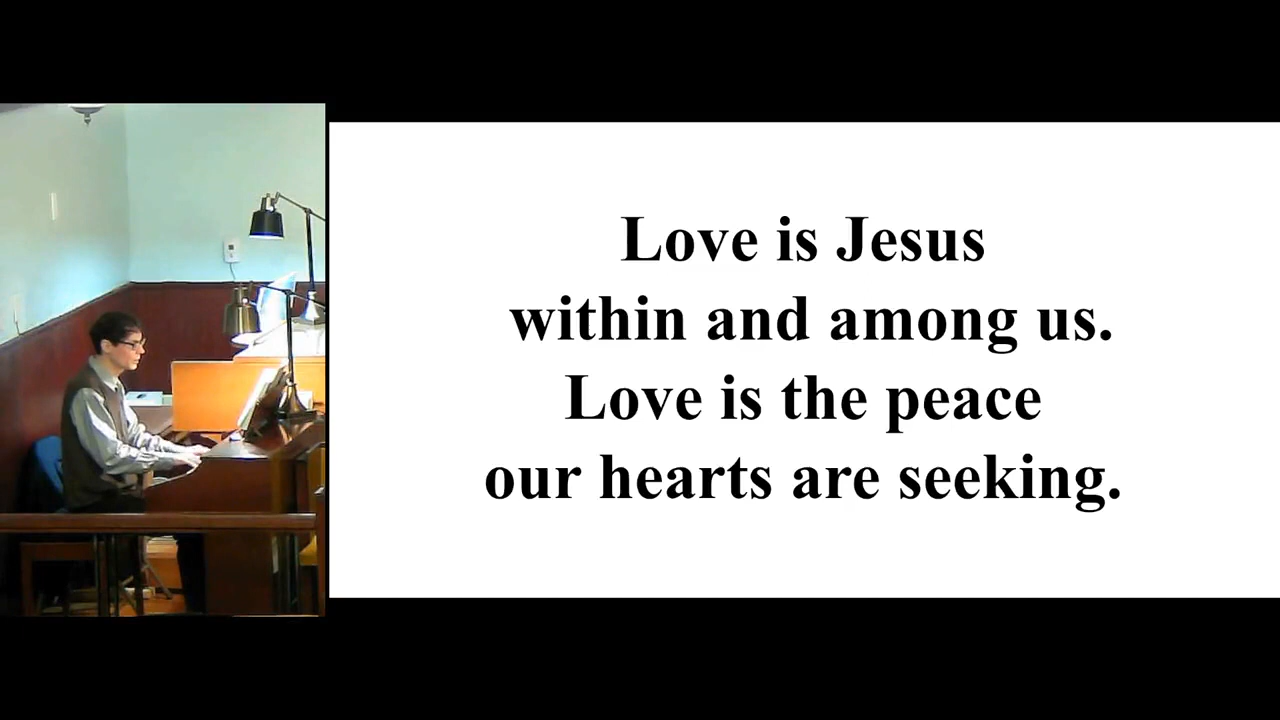 Love is Jesus
within and among us.
Love is the peace
our hearts are seeking.